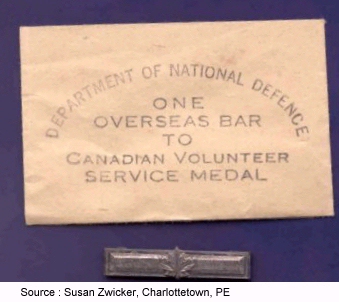 DEPARTMENT OF NATIONAL DEFENCE
ONE
OVERSEAS BAR
TO
CANADIAN VOLUNTEER
SERVICE MEDAL
Source : Susan Zwicker, Charlottetown, PE